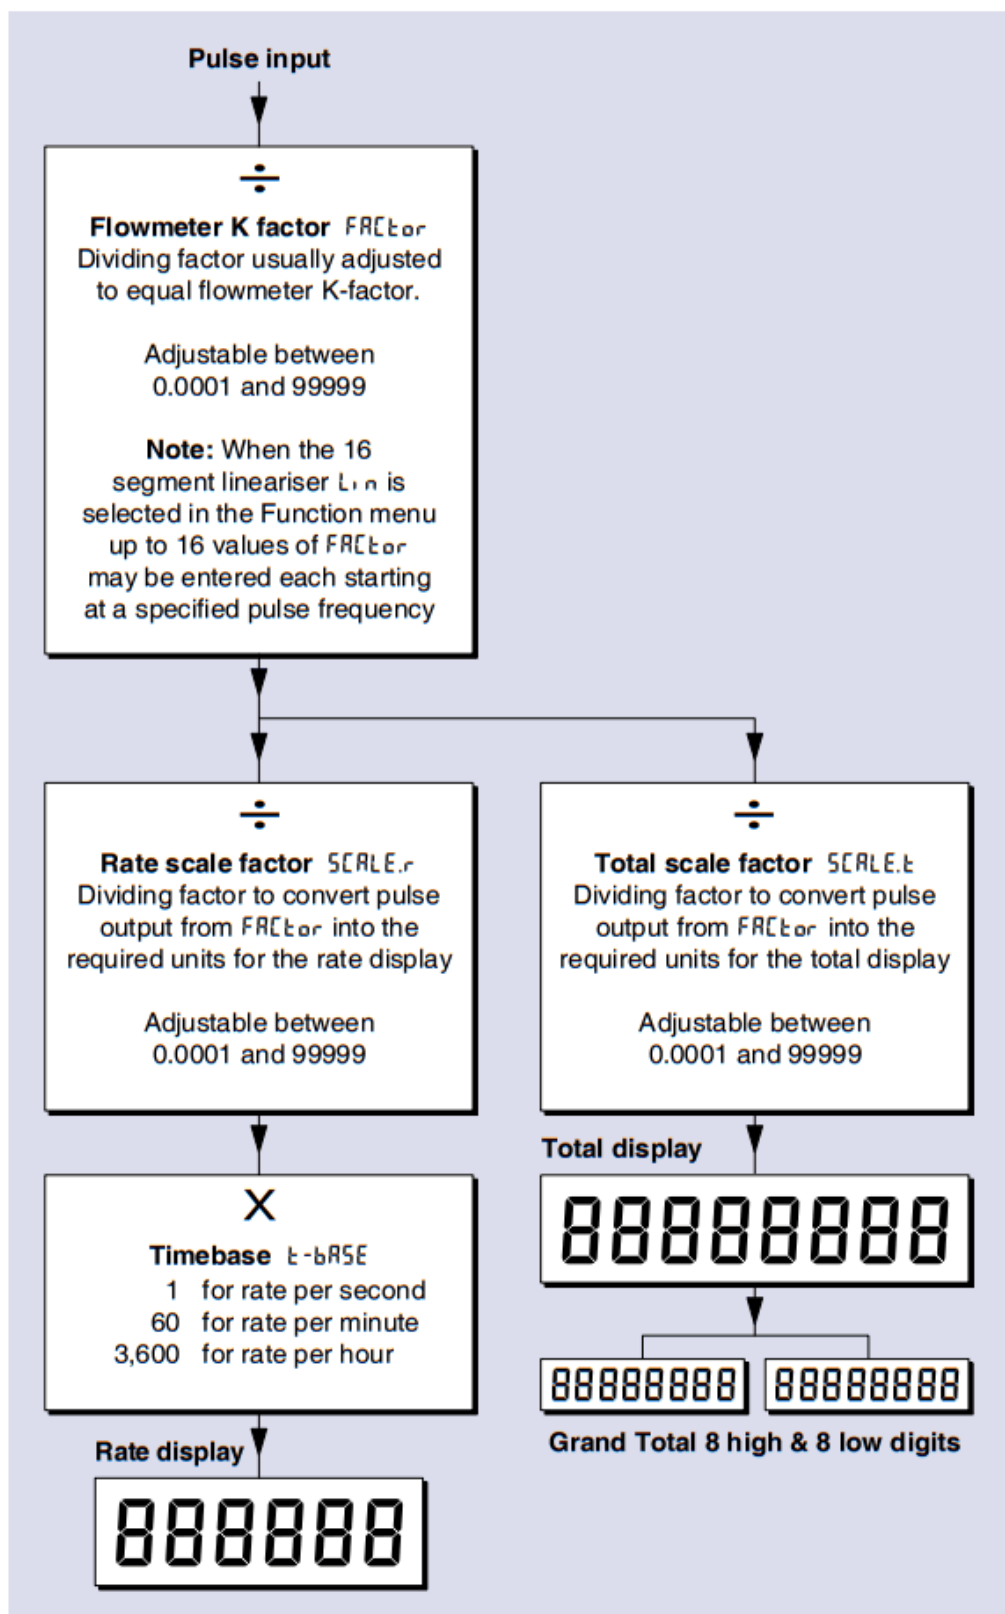 Pulse input
÷
Flowmeter K factor FACtor
Dividing factor usually adjusted
to equal flowmeter K-factor.
Adjustable between
0.0001 and 99999
Note: When the 16
segment lineariser Lin is
selected in the Function menu
up to 16 values of FACtor
may be entered each starting
at a specified pulse frequency
÷
Rate scale factor SCALE.r
Dividing factor to convert pulse
output from FACtor into the
required units for the rate display
Adjustable between
0.0001 and 99999
÷
Total scale factor SCALE.t
Dividing factor to convert pulse
output from FACtor into the
required units for the total display
Adjustable between
0.0001 and 99999
X
Timebase t-bASE
1 for rate per second
60 for rate per minute
3,600 for rate per hour
Rate display
888888
Total display
88888888
88888888 88888888
Grand Total 8 high & 8 low digits